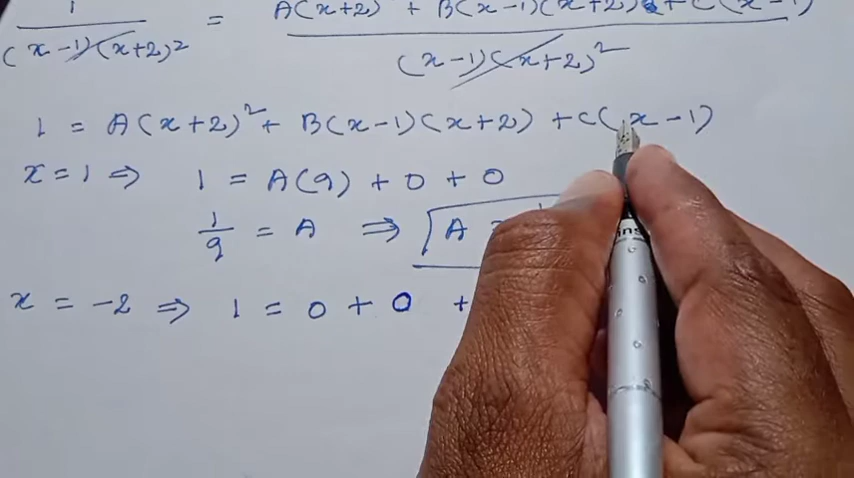 1 / (x-1)(x+2)² = A(x+2) + B(x-1)(x+2) + C(x-1) / (x-1)(x+2)²
1 = A(x+2)² + B(x-1)(x+2) + C(x-1)
x = 1 ⇒ 1 = A(9) + 0 + 0
1/9 = A ⇒ A =
x = -2 ⇒ 1 = 0 + 0 +
ins